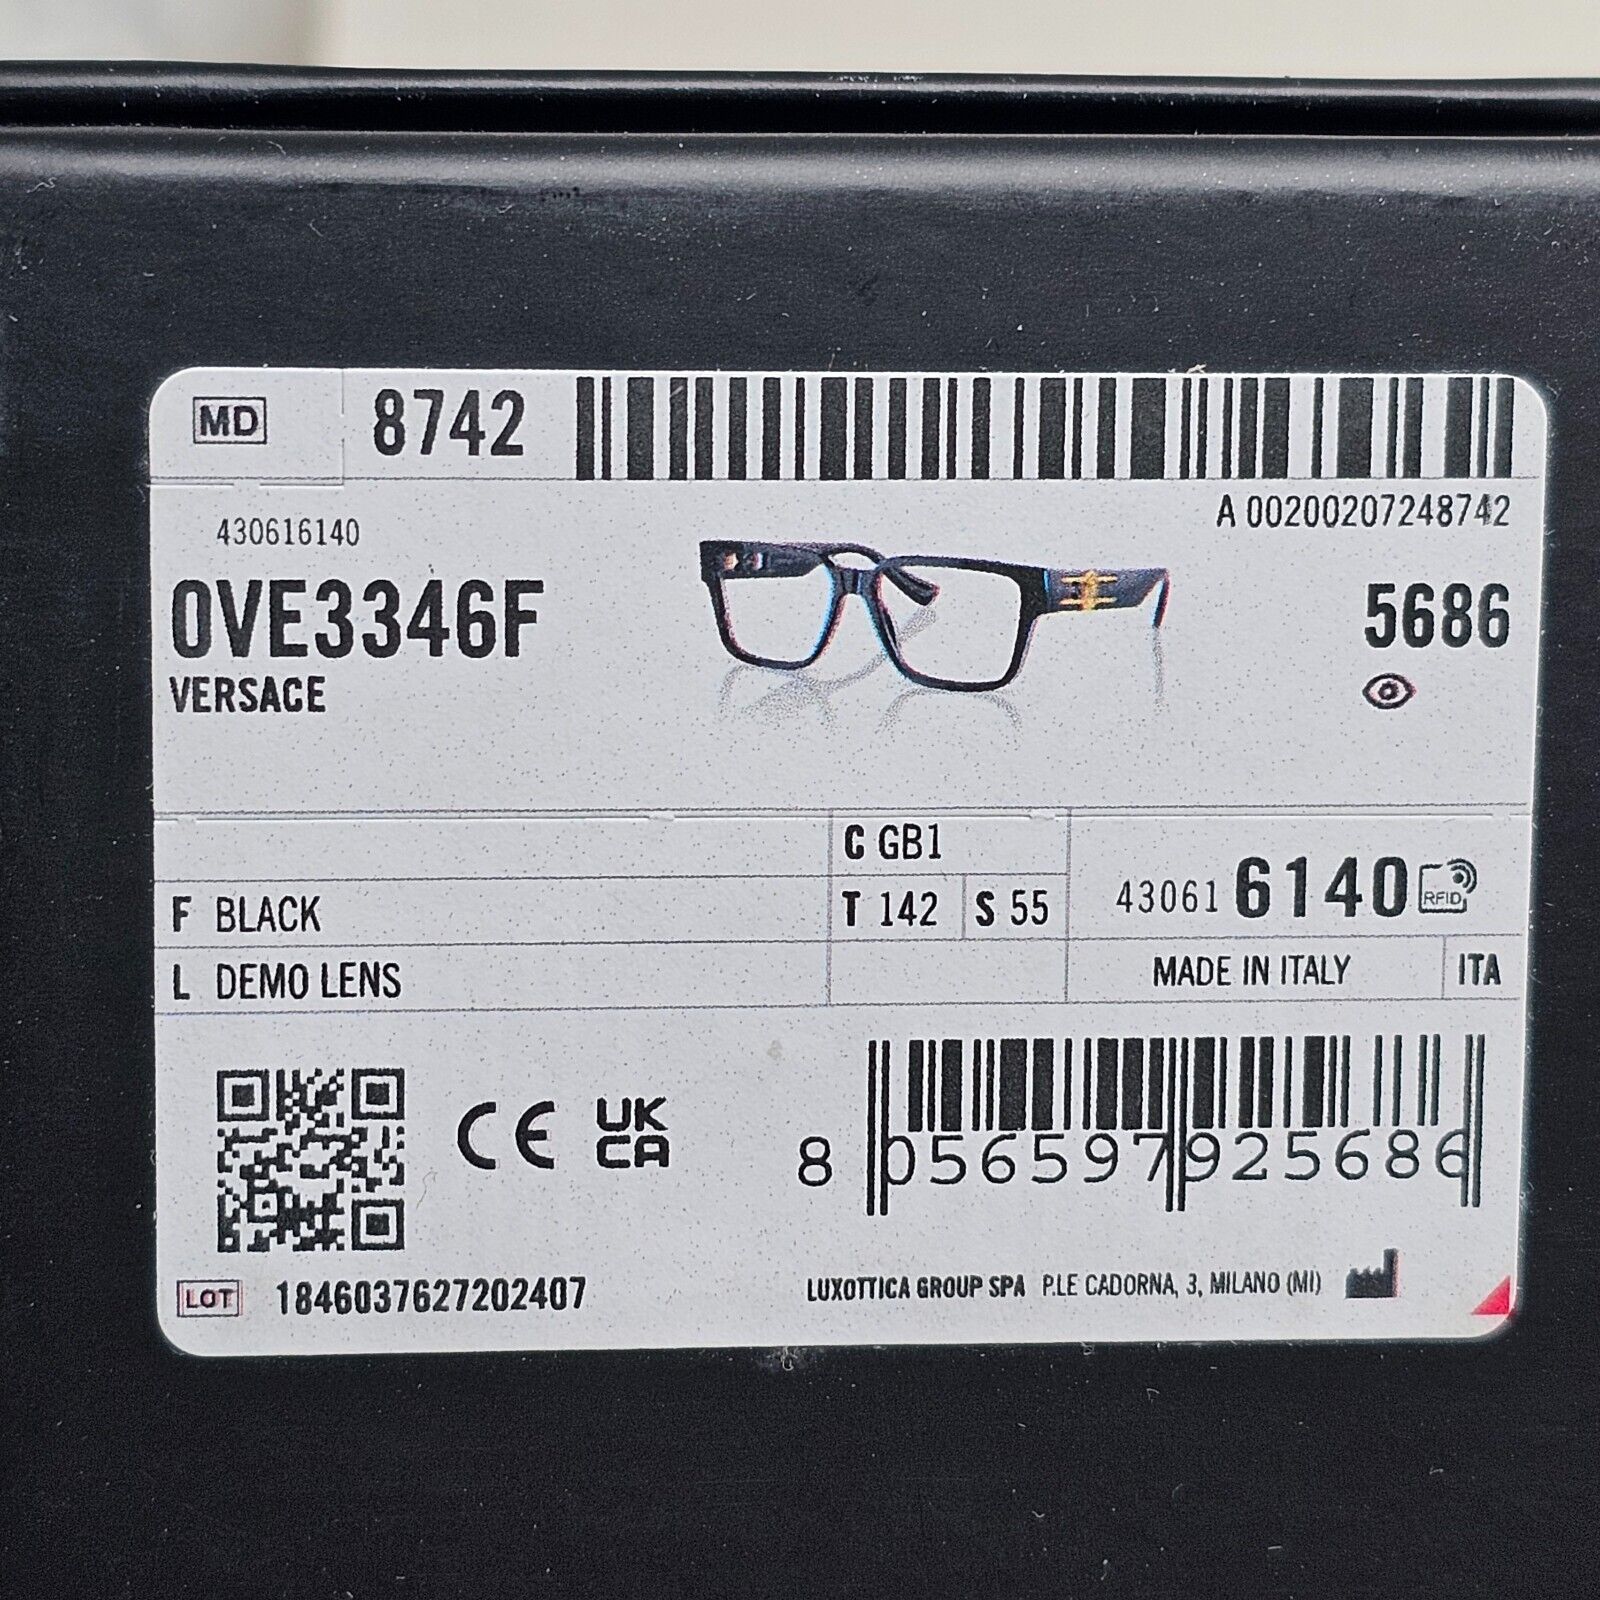 MD 8742
A 00200207248742
430616140
0VE3346F 5686
VERSACE
C GB1
F BLACK T 142 S 55 43061 6140 RFID
L DEMO LENS MADE IN ITALY ITA
CE UK CA
8 056597 925686
LOT 1846037627202407 LUXOTTICA GROUP SPA P.LE CADORNA, 3, MILANO (MI)